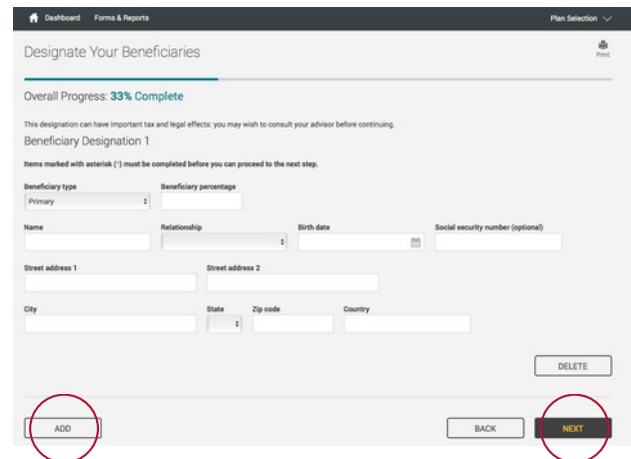 Dashboard Forms & Reports Plan Selection
Designate Your Beneficiaries
Print
Overall Progress: 33% Complete
This designation can have important tax and legal effects: you may wish to consult your advisor before continuing.
Beneficiary Designation 1
Items marked with asterisk (*) must be completed before you can proceed to the next step.
Beneficiary type Beneficiary percentage
Primary
Name Relationship Birth date Social security number (optional)
Street address 1 Street address 2
City State Zip code Country
DELETE
ADD BACK NEXT